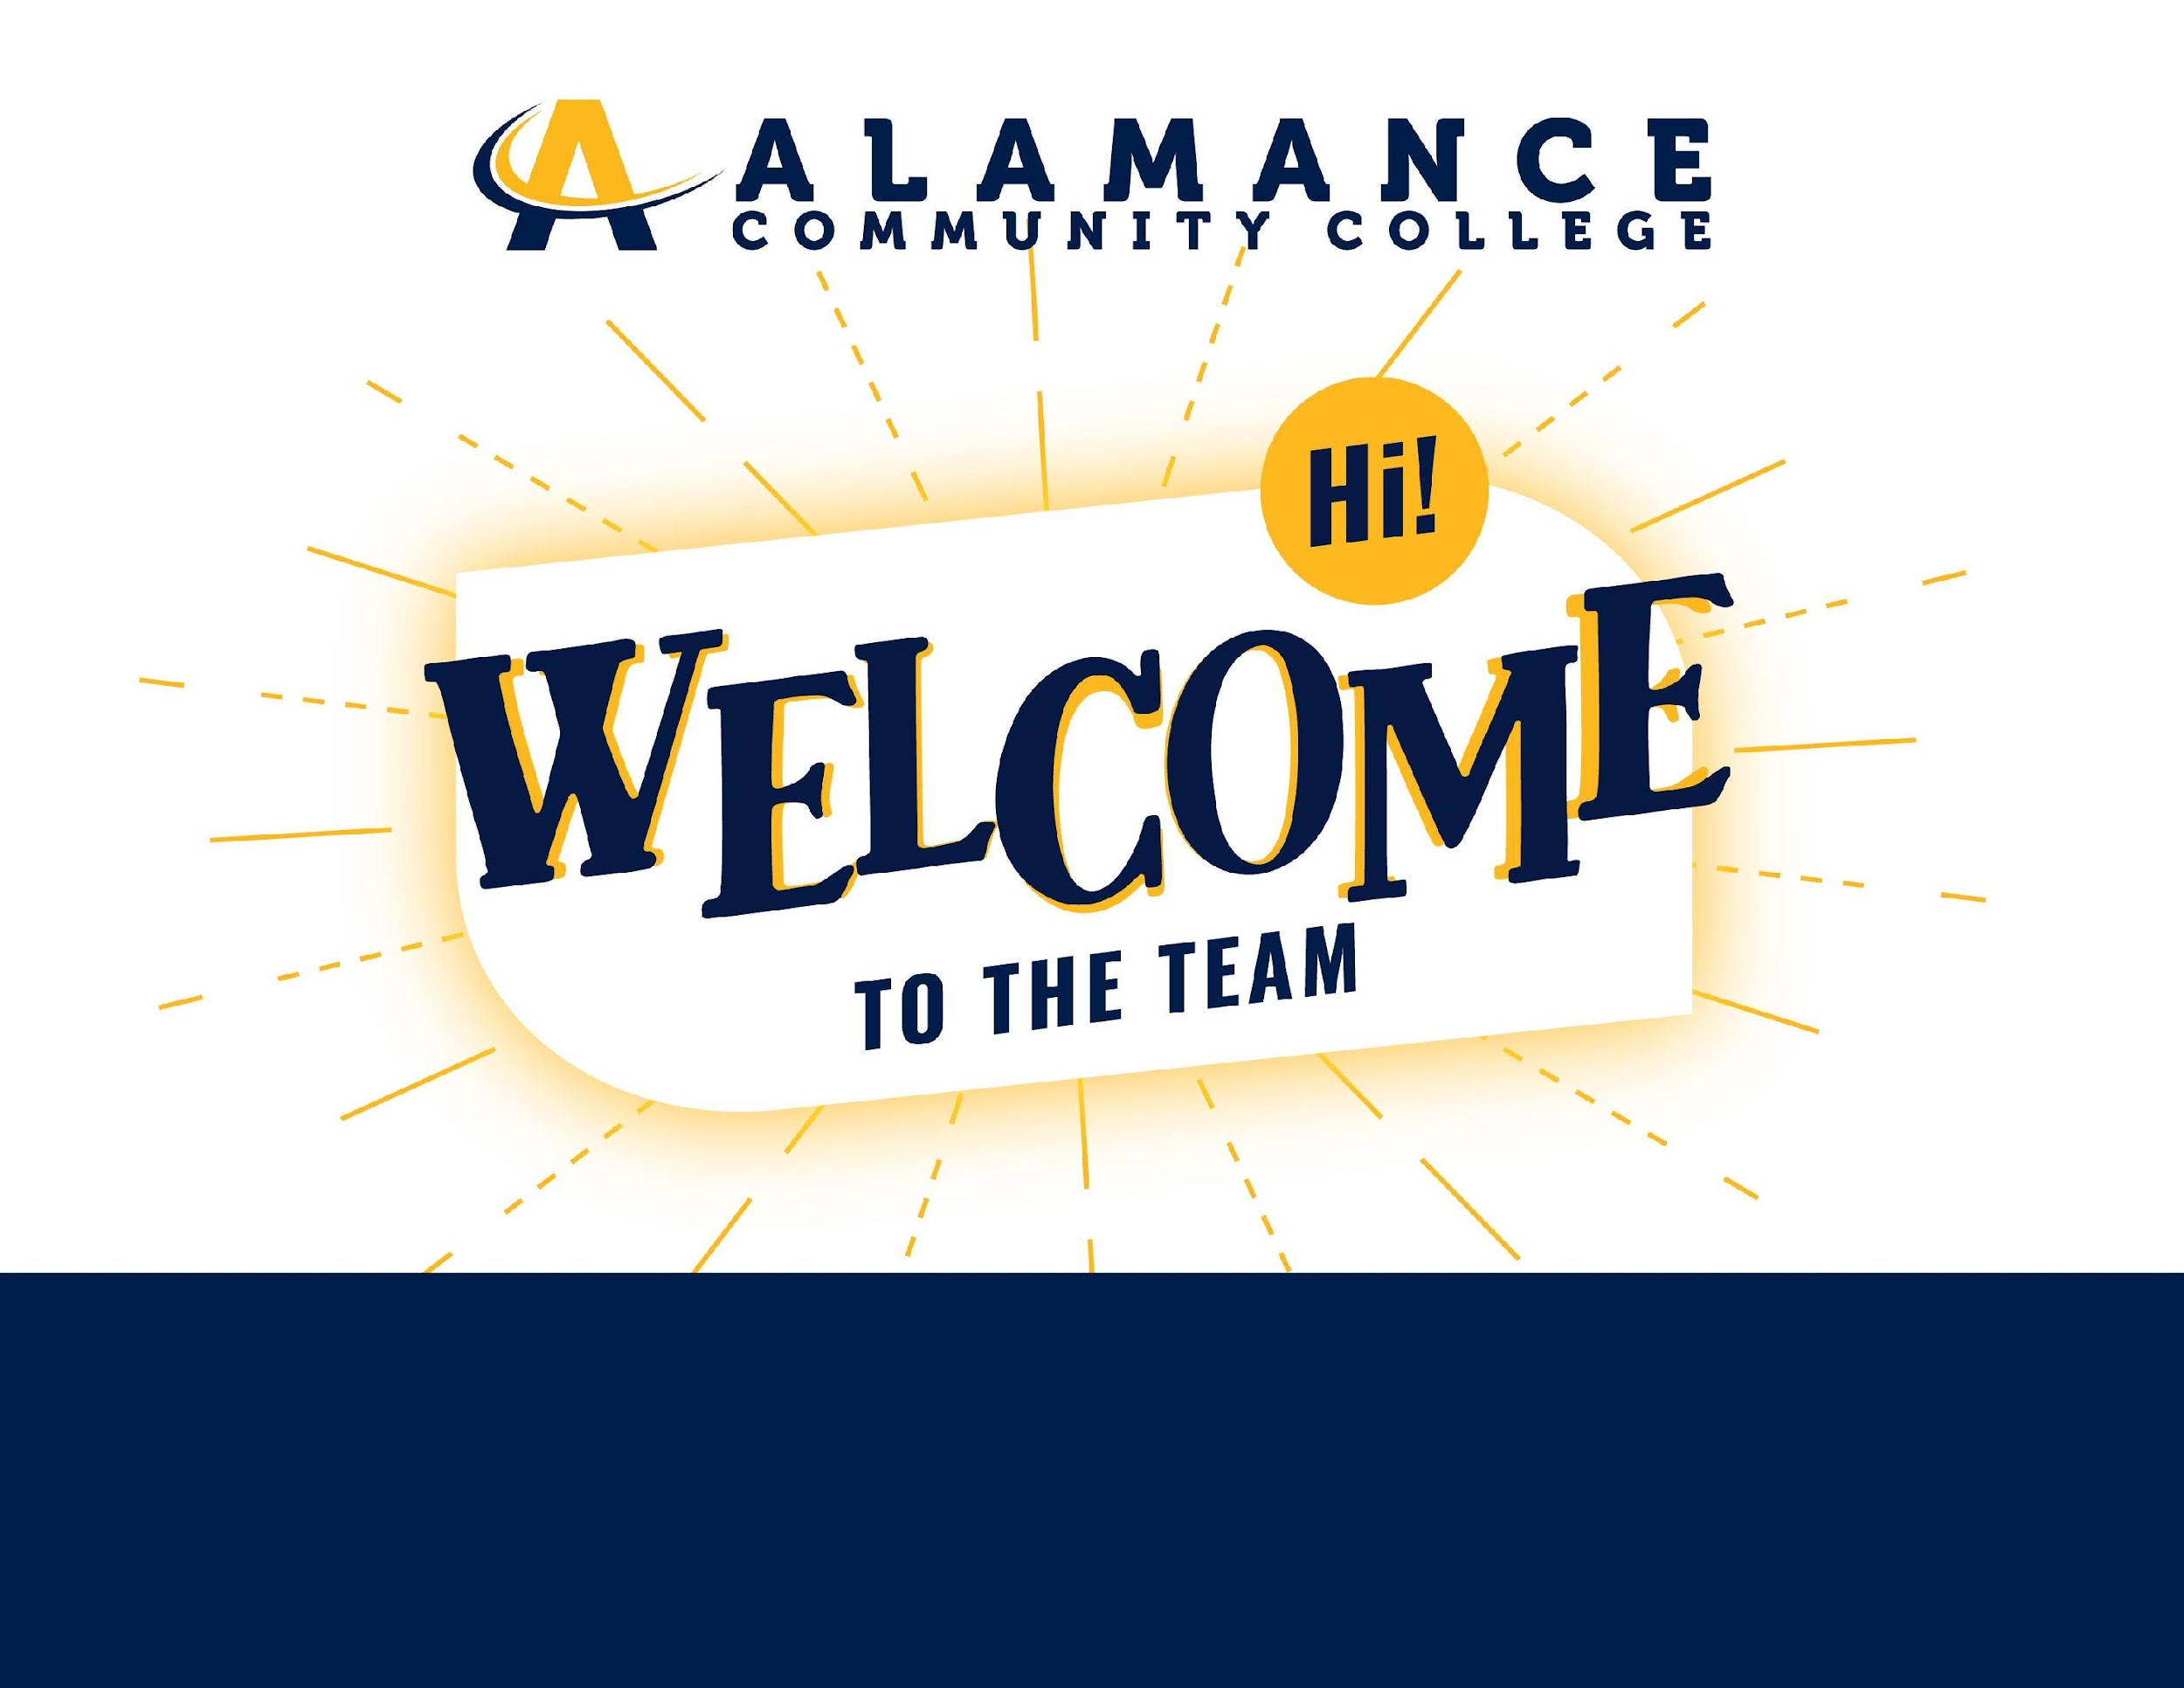 ALAMANCE
COMMUNITY COLLEGE
Hi!
WELCOME
TO THE TEAM